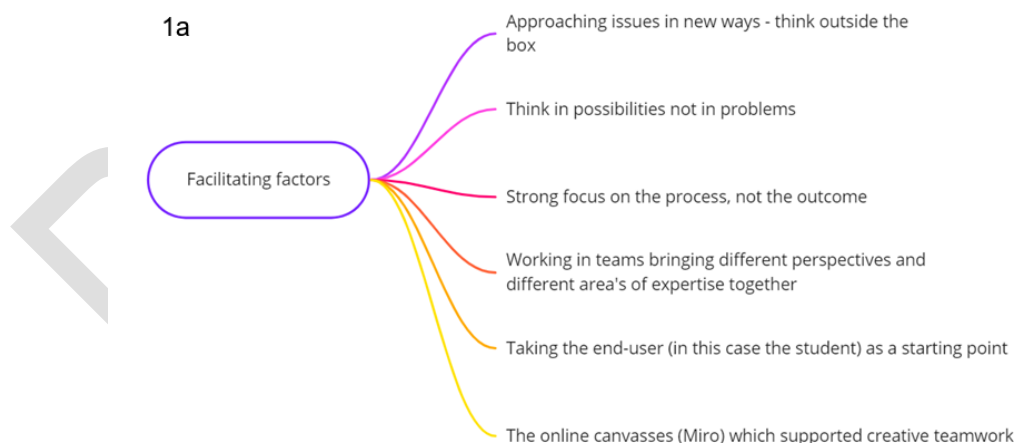 1a
Approaching issues in new ways - think outside the
box
Think in possibilities not in problems
Facilitating factors
Strong focus on the process, not the outcome
Working in teams bringing different perspectives and
different area's of expertise together
Taking the end-user (in this case the student) as a starting point
The online canvasses (Miro) which supported creative teamwork